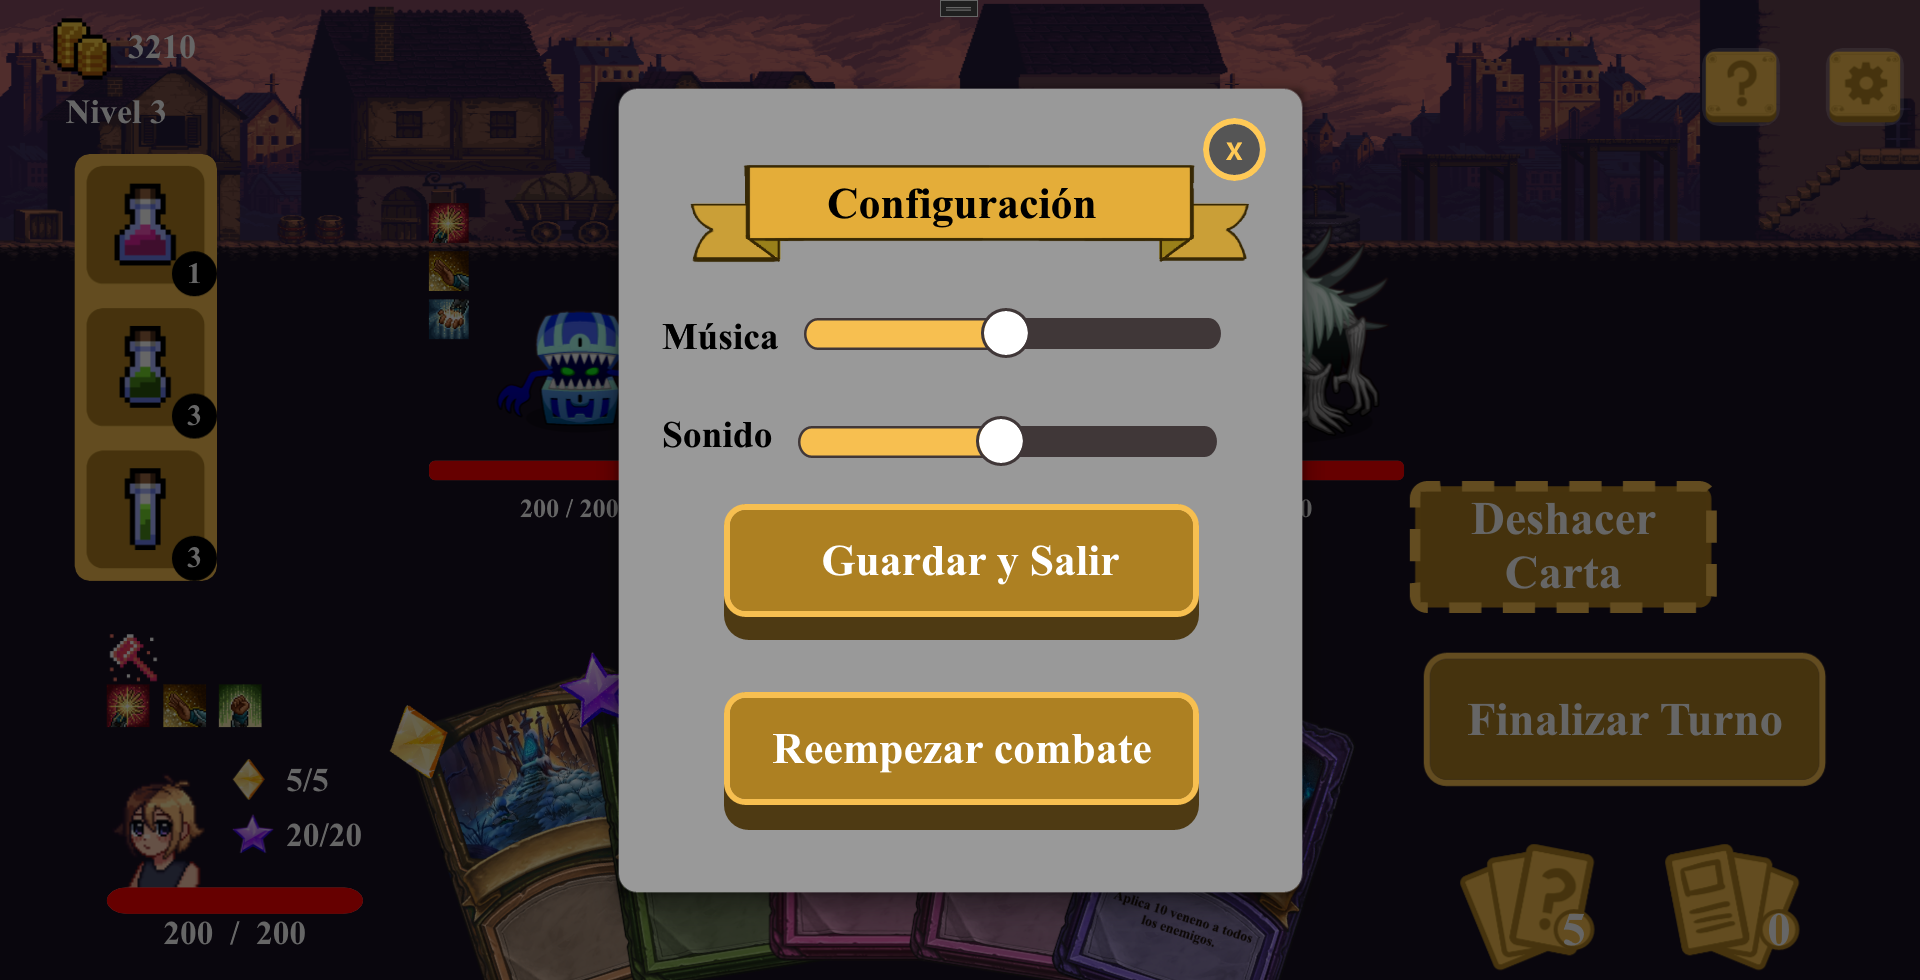 3210
Nivel 3
1
3
3
X
Configuración
Música
Sonido
200 / 200
0
Guardar y Salir
Reempezar combate
Deshacer
Carta
Finalizar Turno
5/5
20/20
200 / 200
Aplica 10 veneno a todos
los enemigos.
?
?
5
0